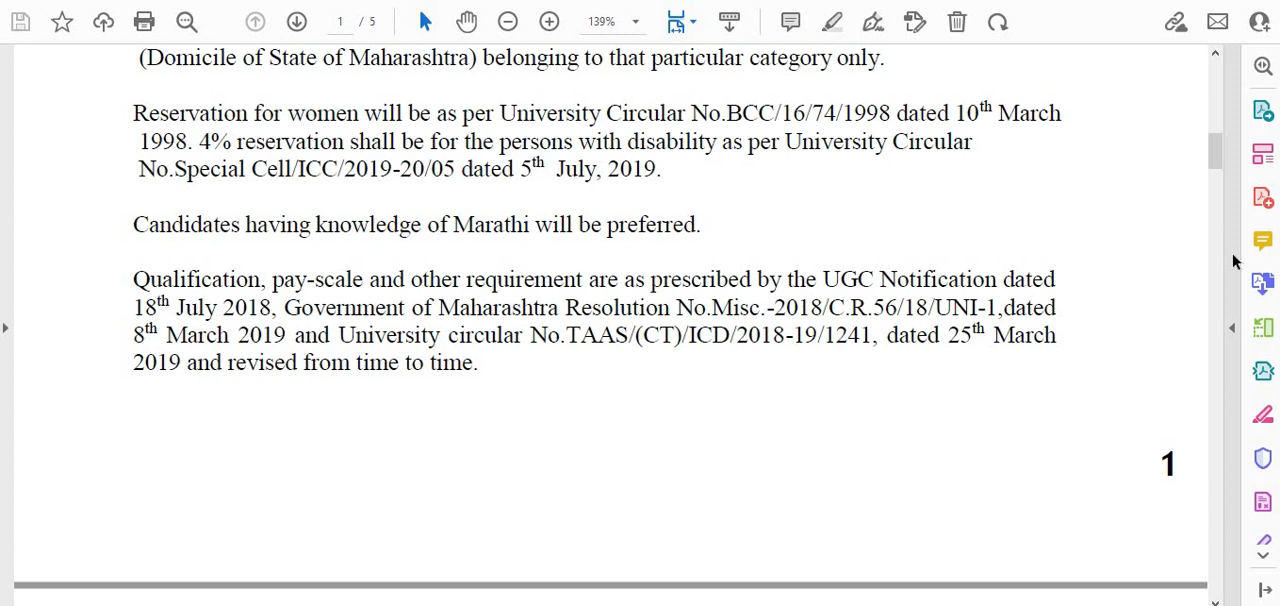 1 / 5
139%
(Domicile of State of Maharashtra) belonging to that particular category only.
Reservation for women will be as per University Circular No.BCC/16/74/1998 dated 10th March
1998. 4% reservation shall be for the persons with disability as per University Circular
No.Special Cell/ICC/2019-20/05 dated 5th July, 2019.
Candidates having knowledge of Marathi will be preferred.
Qualification, pay-scale and other requirement are as prescribed by the UGC Notification dated
18th July 2018, Government of Maharashtra Resolution No.Misc.-2018/C.R.56/18/UNI-1,dated
8th March 2019 and University circular No.TAAS/(CT)/ICD/2018-19/1241, dated 25th March
2019 and revised from time to time.
1